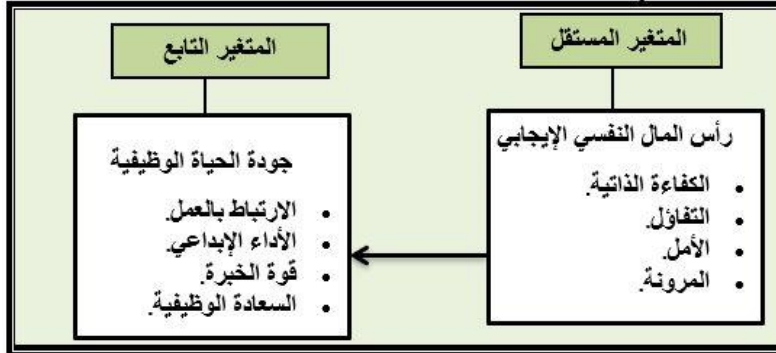 المتغير المستقل
رأس المال النفسي الإيجابي
• الكفاءة الذاتية.
• التفاؤل.
• الأمل.
• المرونة.
المتغير التابع
جودة الحياة الوظيفية
• الارتباط بالعمل.
• الأداء الإبداعي.
• قوة الخبرة.
• السعادة الوظيفية.